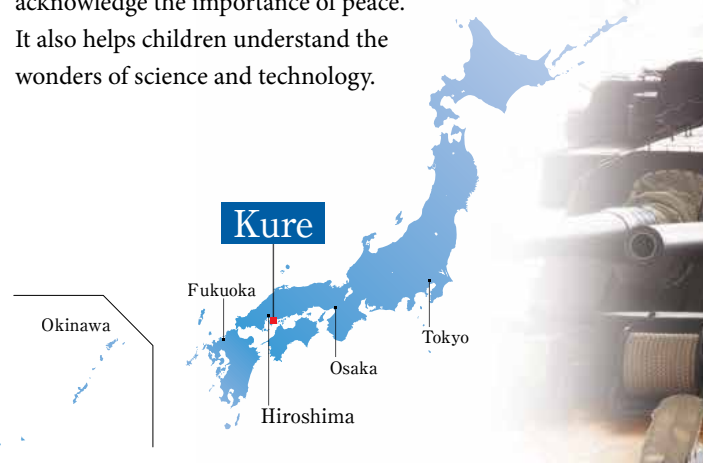 acknowledge the importance of peace.
It also helps children understand the
wonders of science and technology.
Kure
Fukuoka
Okinawa
Tokyo
Osaka
Hiroshima